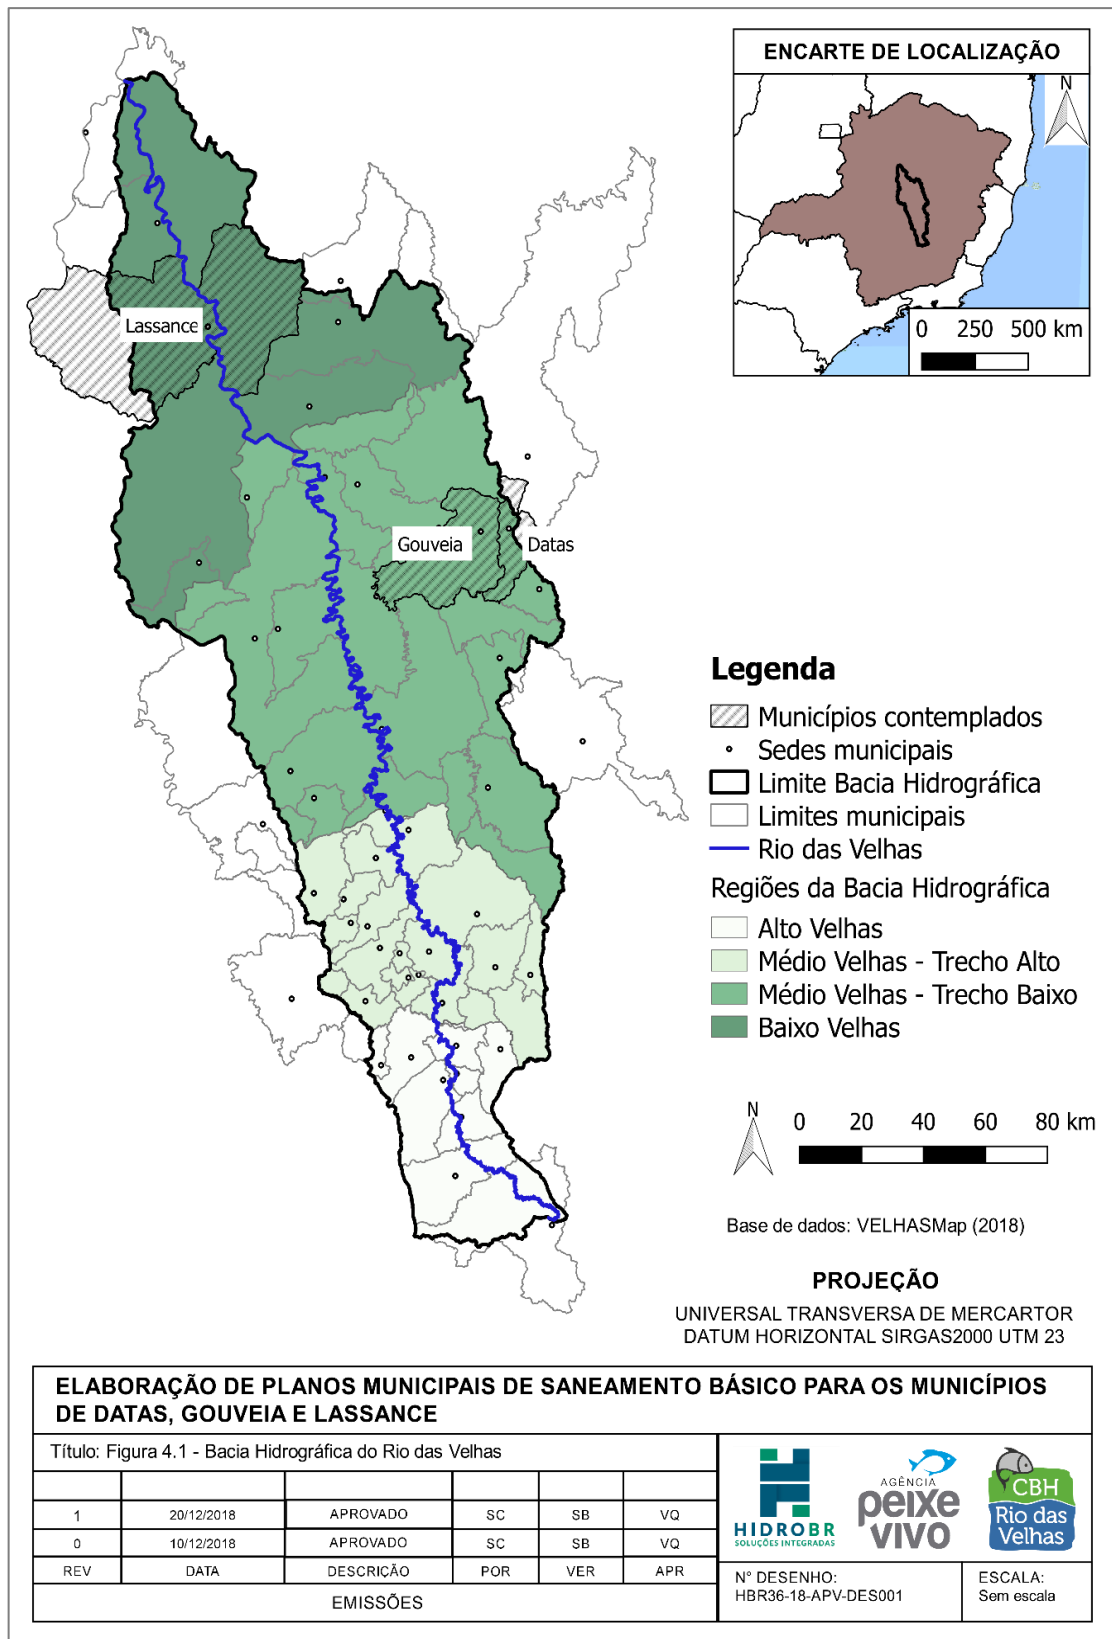 ENCARTE DE LOCALIZAÇÃO
N
0 250 500 km
Lassance
Gouveia
Datas
Legenda
Municípios contemplados
Sedes municipais
Limite Bacia Hidrográfica
Limites municipais
Rio das Velhas
Regiões da Bacia Hidrográfica
Alto Velhas
Médio Velhas - Trecho Alto
Médio Velhas - Trecho Baixo
Baixo Velhas
N
0 20 40 60 80 km
Base de dados: VELHASMap (2018)
PROJEÇÃO
UNIVERSAL TRANSVERSA DE MERCARTOR
DATUM HORIZONTAL SIRGAS2000 UTM 23
ELABORAÇÃO DE PLANOS MUNICIPAIS DE SANEAMENTO BÁSICO PARA OS MUNICÍPIOS
DE DATAS, GOUVEIA E LASSANCE
Título: Figura 4.1 - Bacia Hidrográfica do Rio das Velhas
1 20/12/2018 APROVADO SC SB VQ
0 10/12/2018 APROVADO SC SB VQ
REV DATA DESCRIÇÃO POR VER APR
EMISSÕES
HIDROBR
SOLUÇÕES INTEGRADAS
AGÊNCIA
peixe
vivo
CBH
Rio das
Velhas
Nº DESENHO:
HBR36-18-APV-DES001
ESCALA:
Sem escala